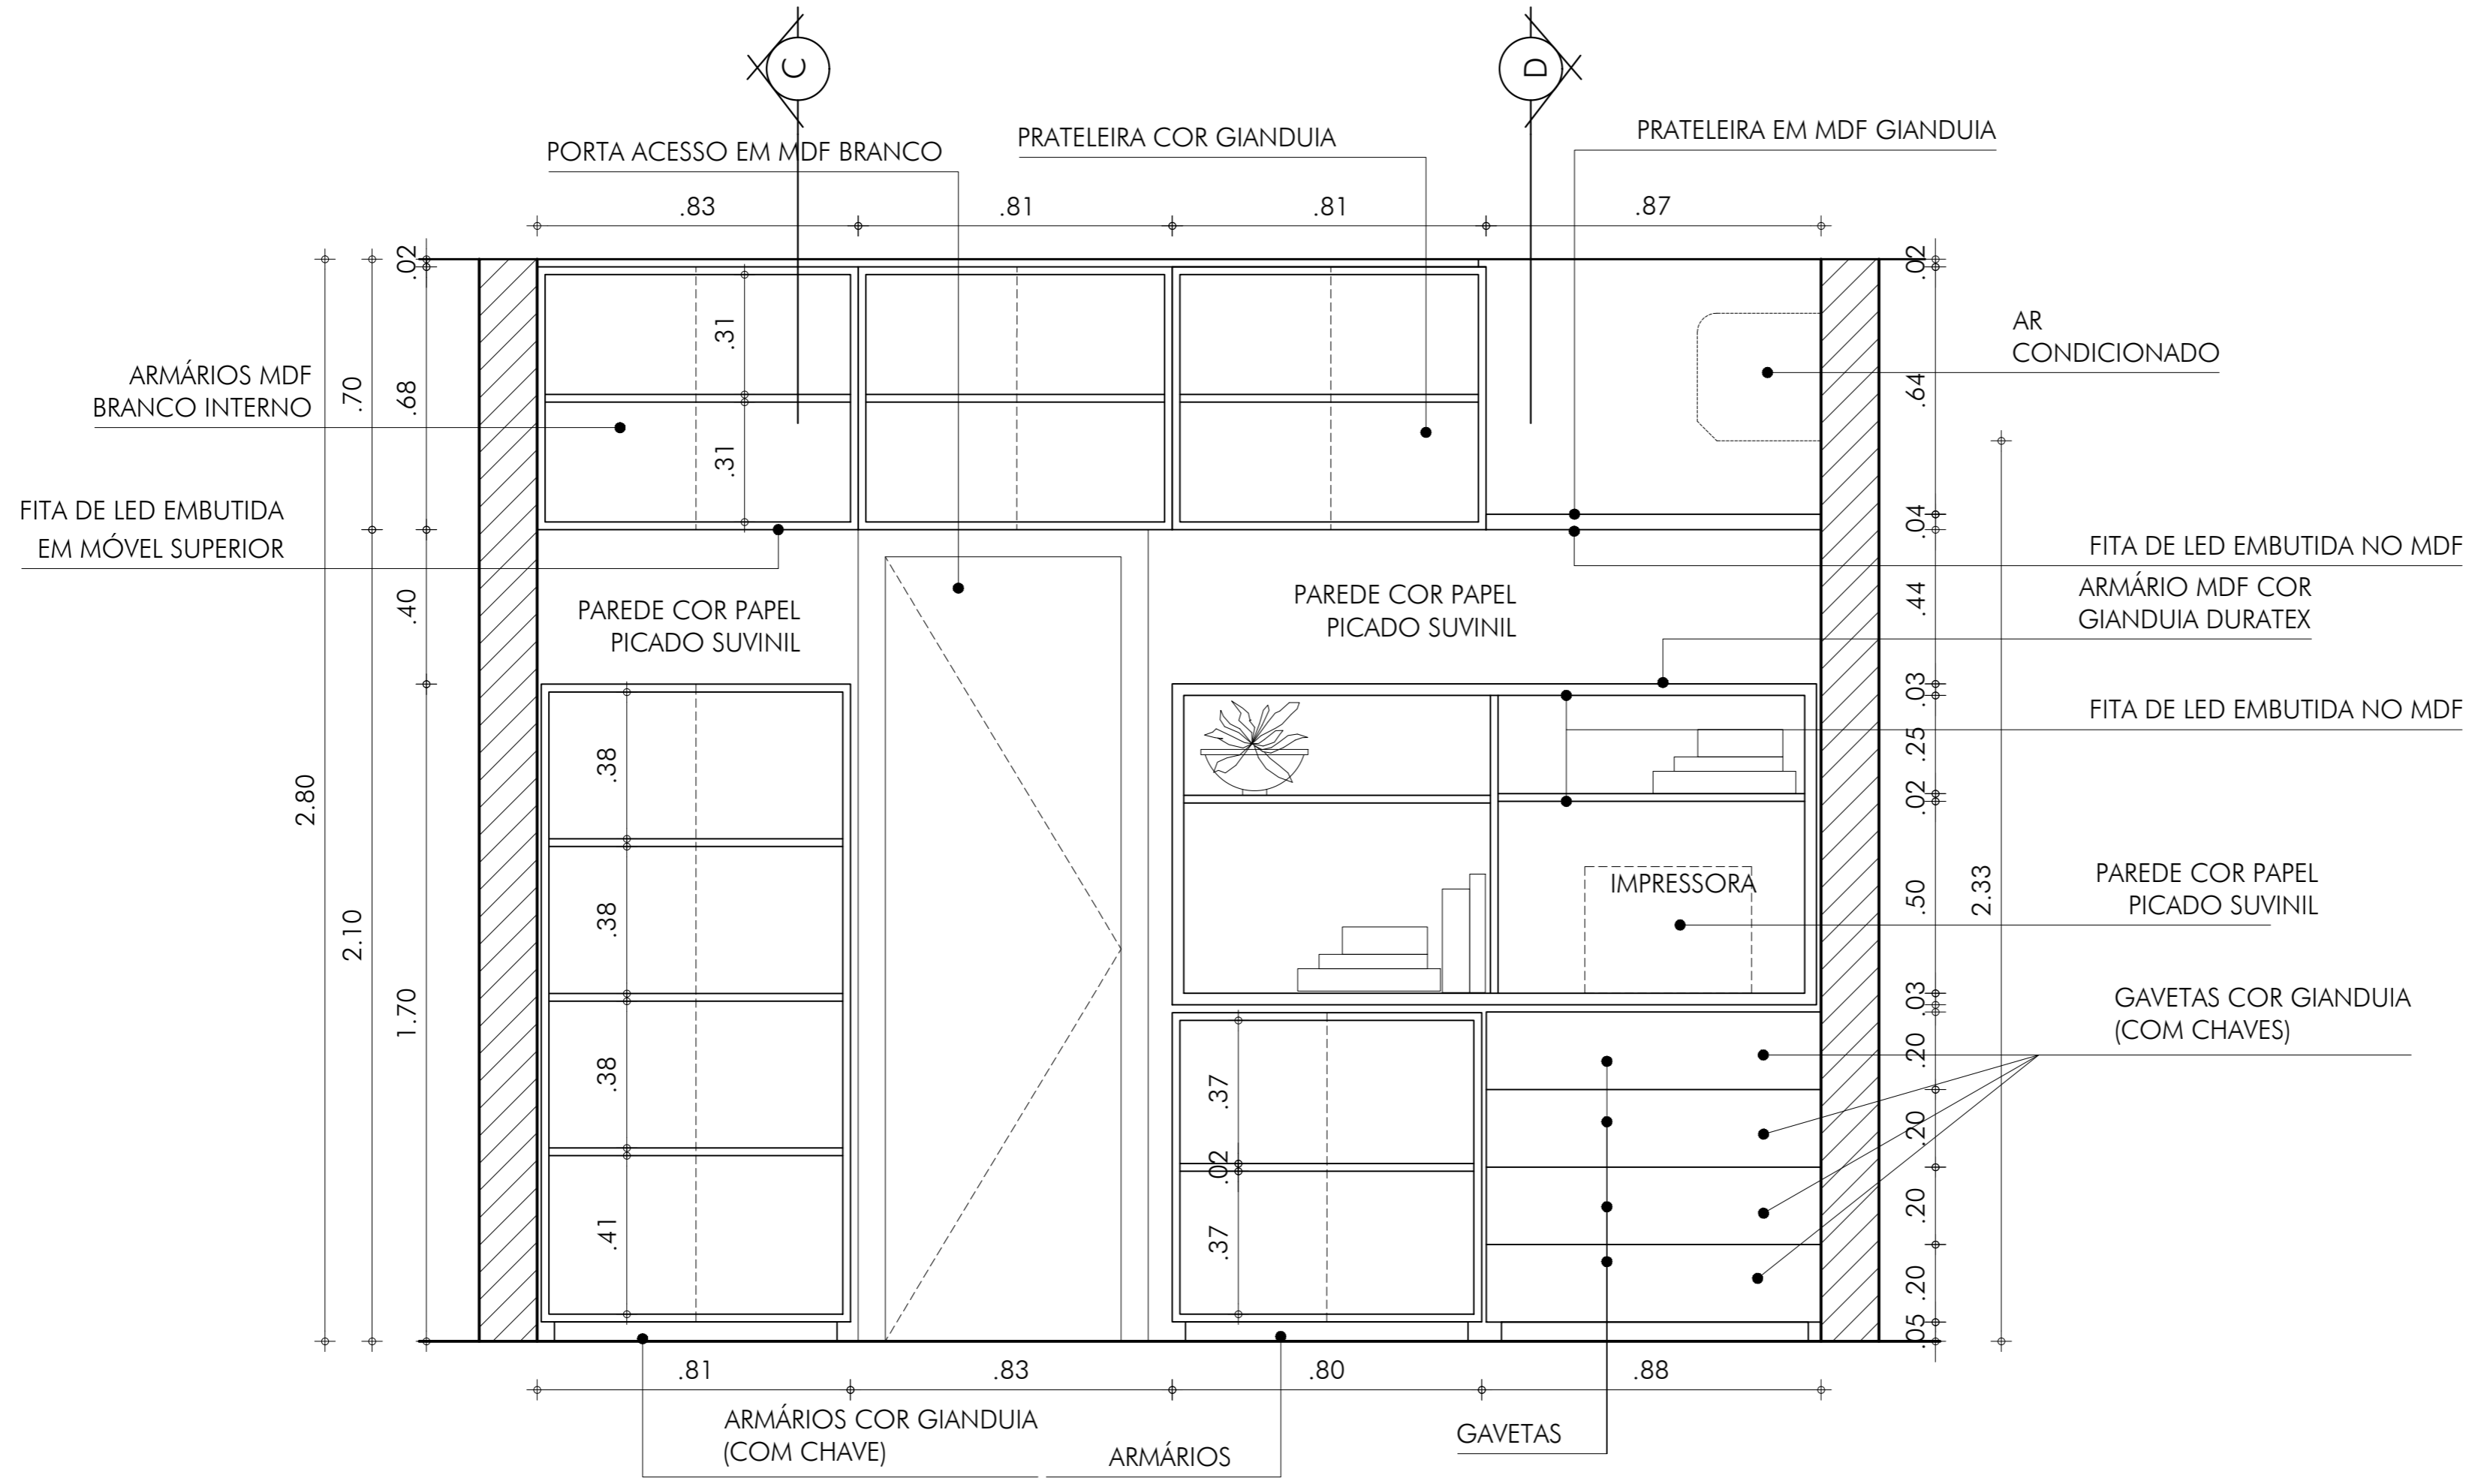 C
D
PORTA ACESSO EM MDF BRANCO
PRATELEIRA COR GIANDUIA
PRATELEIRA EM MDF GIANDUIA
.83
.81
.81
.87
.02
.70
.68
.40
2.80
2.10
1.70
ARMÁRIOS MDF
BRANCO INTERNO
FITA DE LED EMBUTIDA
EM MÓVEL SUPERIOR
.31
.31
PAREDE COR PAPEL
PICADO SUVINIL
PAREDE COR PAPEL
PICADO SUVINIL
.38
.38
.38
.41
IMPRESSORA
.37
.02
.37
.02
.64
.04
.44
.03
.25
.02
.50
.03
.20
.20
.20
.20
.05
2.33
AR
CONDICIONADO
FITA DE LED EMBUTIDA NO MDF
ARMÁRIO MDF COR
GIANDUIA DURATEX
FITA DE LED EMBUTIDA NO MDF
PAREDE COR PAPEL
PICADO SUVINIL
GAVETAS COR GIANDUIA
(COM CHAVES)
.81
.83
.80
.88
ARMÁRIOS COR GIANDUIA
(COM CHAVE)
ARMÁRIOS
GAVETAS